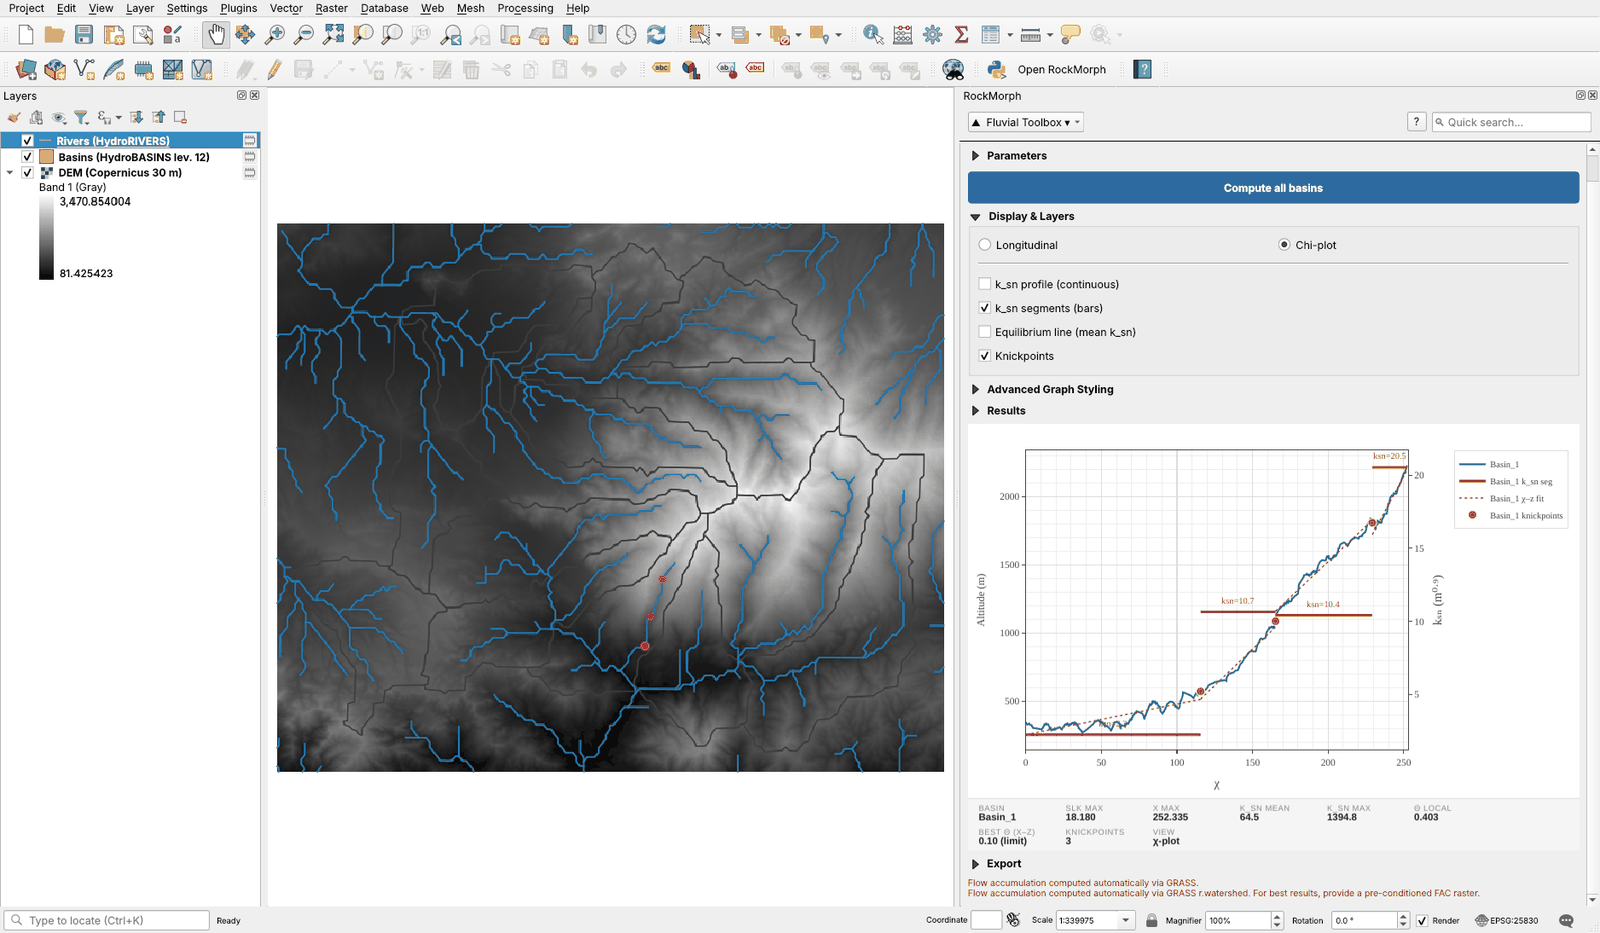 Project Edit View Layer Settings Plugins Vector Raster Database Web Mesh Processing Help
Open RockMorph
Layers
Rivers (HydroRIVERS)
Basins (HydroBASINS lev. 12)
DEM (Copernicus 30 m)
Band 1 (Gray)
3,470.854004
81.425423
RockMorph
▲ Fluvial Toolbox ▾
?
Quick search...
Parameters
Compute all basins
Display & Layers
Longitudinal
Chi-plot
k_sn profile (continuous)
k_sn segments (bars)
Equilibrium line (mean k_sn)
Knickpoints
Advanced Graph Styling
Results
ksn=20.5
ksn=10.7
ksn=10.4
Altitude (m)
2000
1500
1000
500
0 50 100 150 200 250
χ
20
15
10
5
kₛₙ (m⁰·⁹)
Basin_1
Basin_1 k_sn seg
Basin_1 χ–z fit
Basin_1 knickpoints
BASIN SLK MAX Χ MAX K_SN MEAN K_SN MAX Θ LOCAL
Basin_1 18.180 252.335 64.5 1394.8 0.403
BEST Θ (Χ–Z) KNICKPOINTS VIEW
0.10 (limit) 3 χ-plot
Export
Flow accumulation computed automatically via GRASS.
Flow accumulation computed automatically via GRASS r.watershed. For best results, provide a pre-conditioned FAC raster.
Type to locate (Ctrl+K)
Ready
Coordinate
Scale 1:339975
Magnifier 100%
Rotation 0.0 °
Render
EPSG:25830